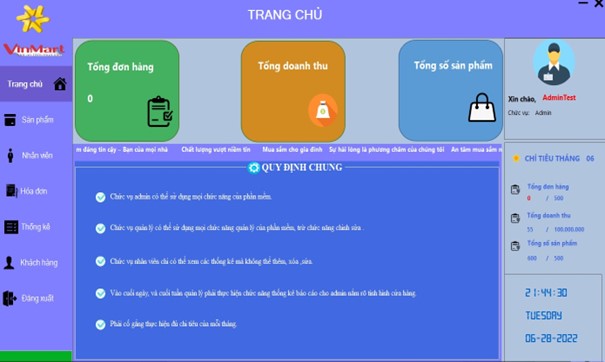 TRANG CHỦ
VinMart
Trang chủ
Sản phẩm
Nhân viên
Hóa đơn
Thống kê
Khách hàng
Đăng xuất
Tổng đơn hàng
0
Tổng doanh thu
Tổng số sản phẩm
m đáng tin cậy – Bạn của mọi nhà Chất lượng vượt niềm tin Mua sắm cho gia đình Sự hài lòng là phương châm của chúng tôi An tâm mua sắm
QUY ĐỊNH CHUNG
Chức vụ admin có thể sử dụng mọi chức năng của phần mềm.
Chức vụ quản lý có thể sử dụng mọi chức năng quản lý của phần mềm, trừ chức năng chỉnh sửa .
Chức vụ nhân viên chỉ có thể xem các thống kê mà không thể thêm, xóa ,sửa.
Vào cuối ngày, và cuối tuần quản lý phải thực hiện chức năng thống kê báo cáo cho admin nắm rõ tình hình cửa hàng.
Phải cố gắng thực hiện đủ chỉ tiêu của mỗi tháng.
Xin chào, AdminTest
Chức vụ: Admin
CHỈ TIÊU THÁNG 06
Tổng đơn hàng
0 / 500
Tổng doanh thu
55 / 100.000.000
Tổng số sản phẩm
600 / 500
21:44:30
TUESDAY
06-28-2022